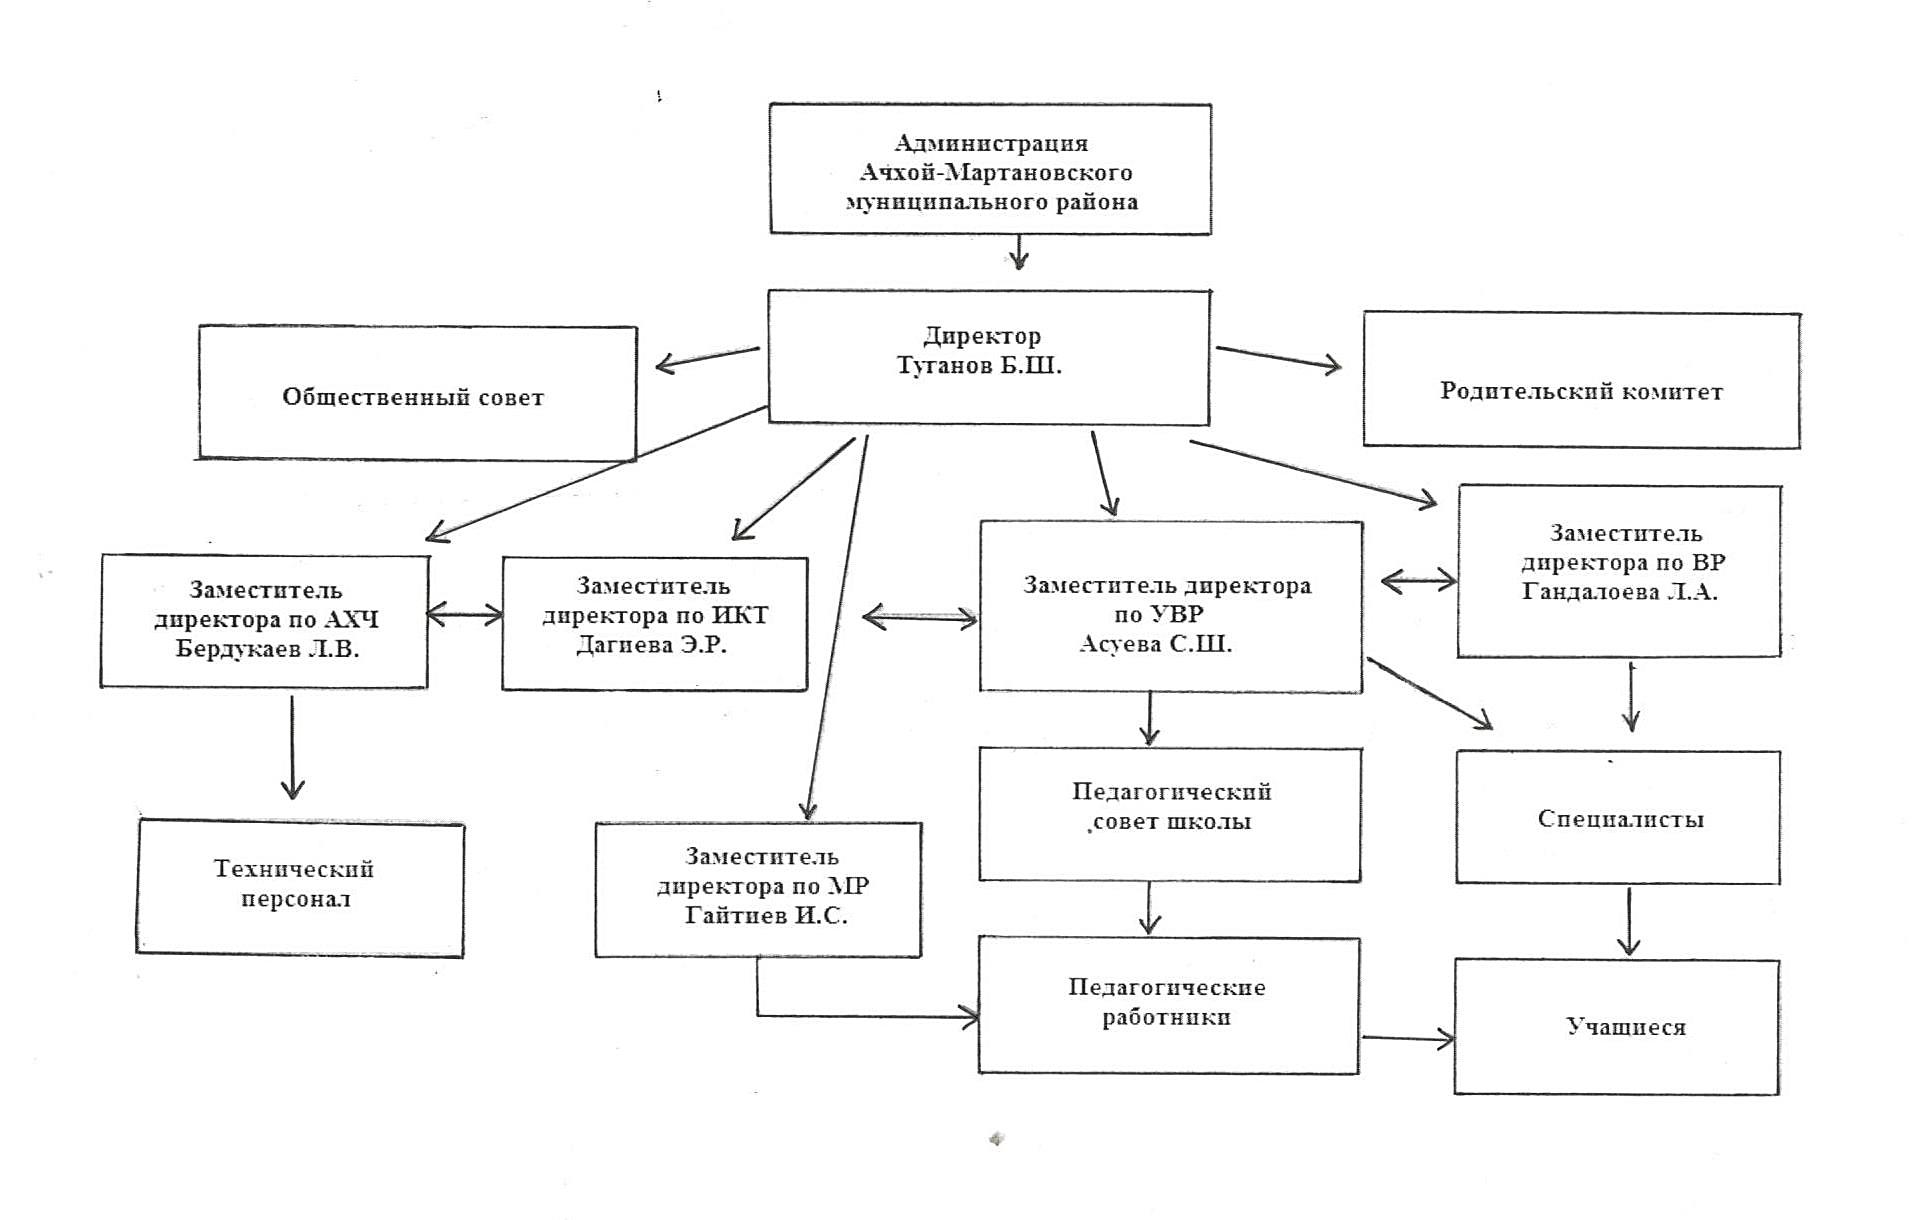 Администрация
Ачхой-Мартановского
муниципального района
Директор
Туганов Б.Ш.
Общественный совет
Родительский комитет
Заместитель
директора по АХЧ
Бердукаев Л.В.
Заместитель
директора по ИКТ
Дагиева Э.Р.
Заместитель директора
по УВР
Асуева С.Ш.
Заместитель
директора по ВР
Гандалоева Л.А.
Технический
персонал
Заместитель
директора по МР
Гайтиев И.С.
Педагогический
совет школы
Специалисты
Педагогические
работники
Учашиеся